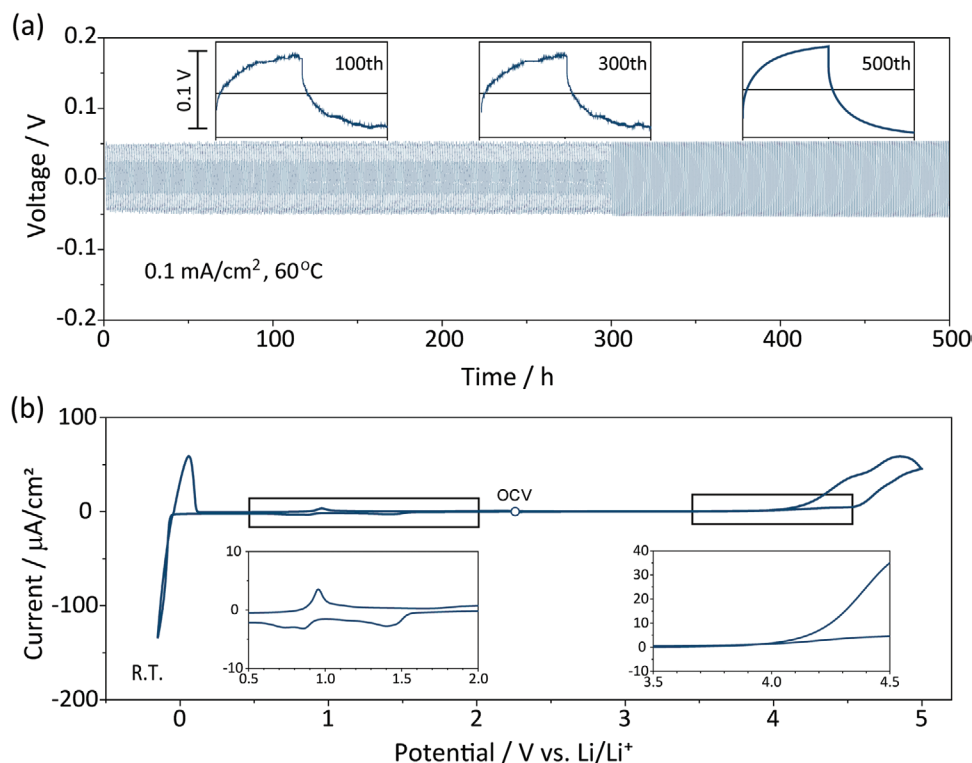 (a)
0.2
0.1
0.0
-0.1
-0.2
Voltage / V
0.1 V
100th
300th
500th
0.1 mA/cm², 60°C
0 100 200 300 400 500
Time / h
(b)
100
0
-100
-200
Current / µA/cm²
OCV
R.T.
10
0
-10
0.5 1.0 1.5 2.0
40
30
20
10
0
-10
3.5 4.0 4.5
0 1 2 3 4 5
Potential / V vs. Li/Li⁺